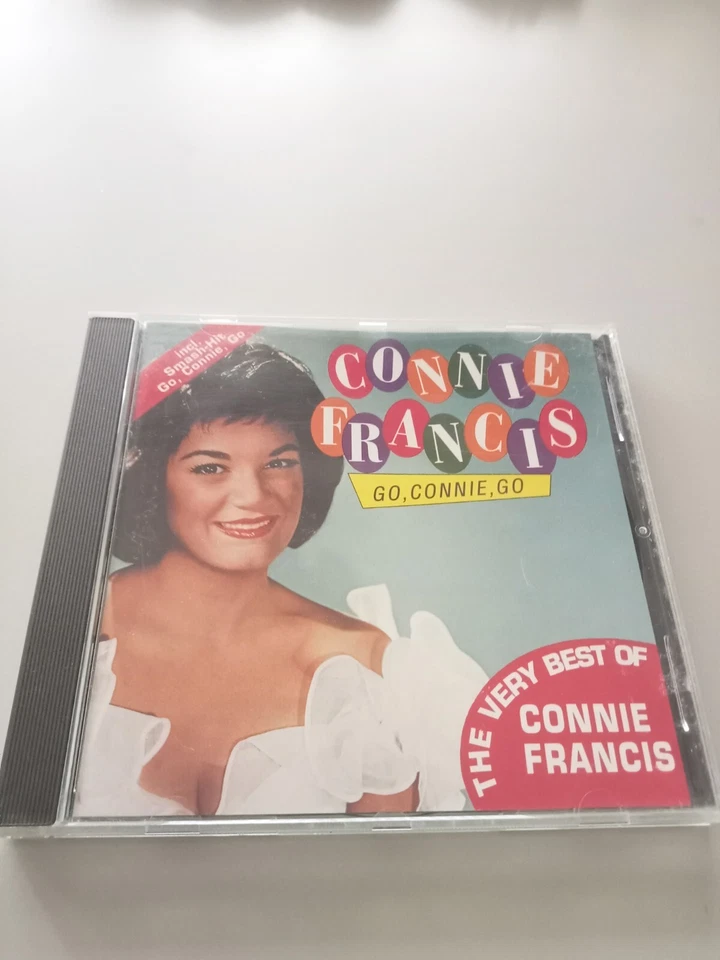 incl.
Smash-Hit
Go, Connie, Go
CONNIE
FRANCIS
GO, CONNIE, GO
THE VERY BEST OF
CONNIE
FRANCIS